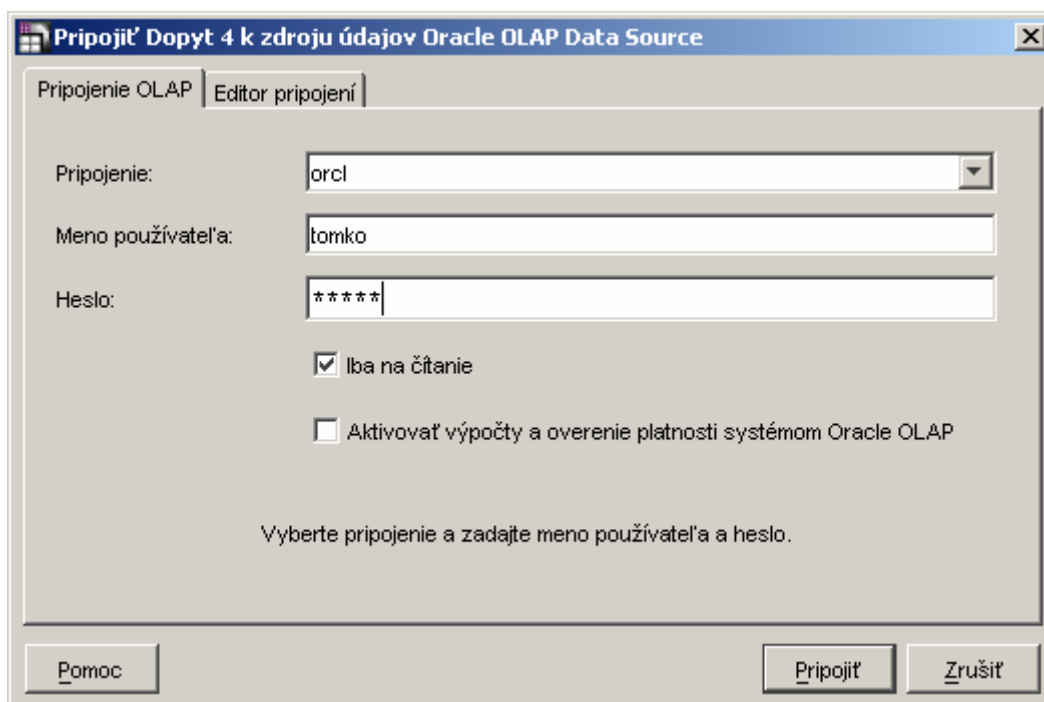 Pripojiť Dopyt 4 k zdroju údajov Oracle OLAP Data Source
Pripojenie OLAP Editor pripojení
Pripojenie: orcl
Meno používateľa: tomko
Heslo: *****
Iba na čítanie
Aktivovať výpočty a overenie platnosti systémom Oracle OLAP
Vyberte pripojenie a zadajte meno používateľa a heslo.
Pomoc Pripojiť Zrušiť